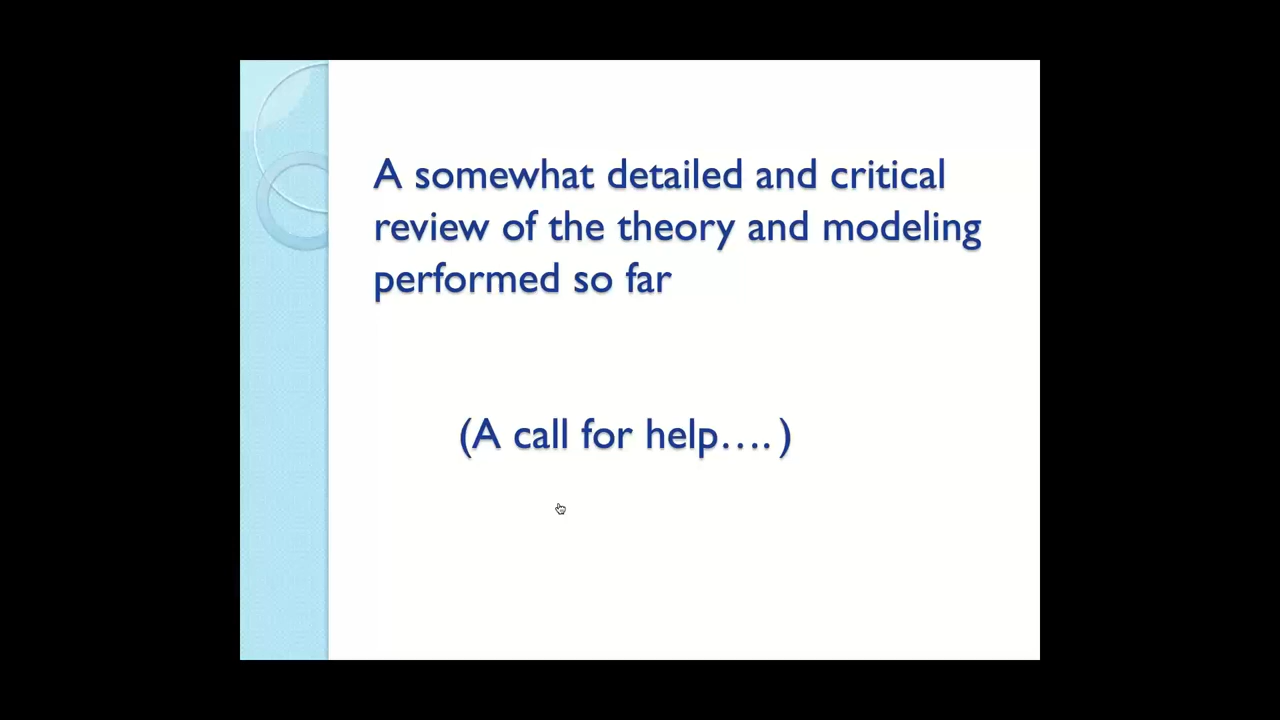 A somewhat detailed and critical
review of the theory and modeling
performed so far
(A call for help…. )